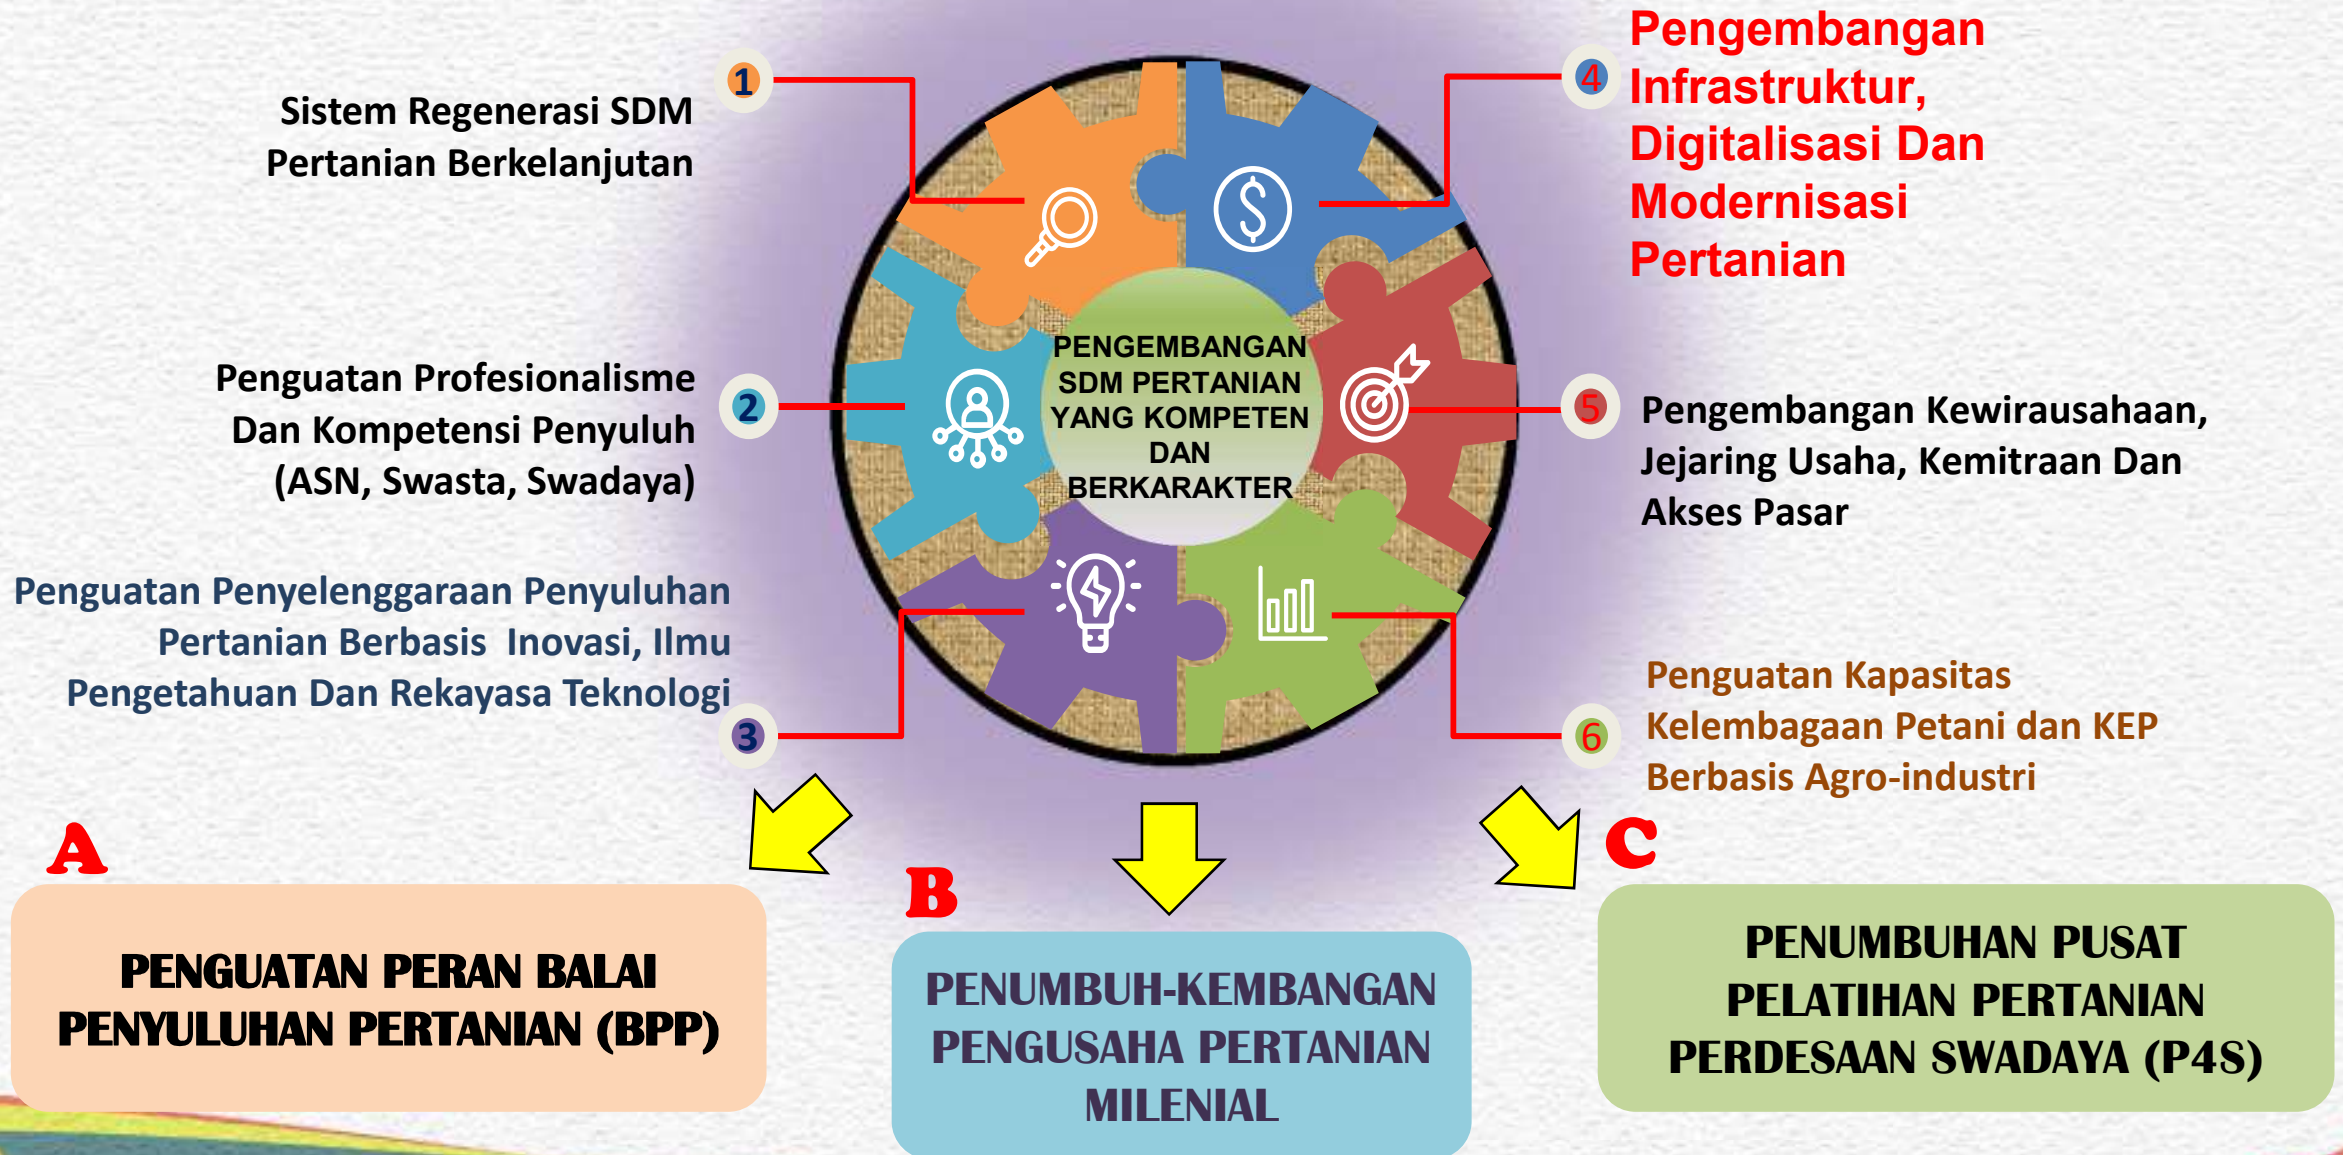 1
Sistem Regenerasi SDM
Pertanian Berkelanjutan
2
Penguatan Profesionalisme
Dan Kompetensi Penyuluh
(ASN, Swasta, Swadaya)
Penguatan Penyelenggaraan Penyuluhan
Pertanian Berbasis Inovasi, Ilmu
Pengetahuan Dan Rekayasa Teknologi
3
PENGEMBANGAN
SDM PERTANIAN
YANG KOMPETEN
DAN
BERKARAKTER
$
4
Pengembangan
Infrastruktur,
Digitalisasi Dan
Modernisasi
Pertanian
5
Pengembangan Kewirausahaan,
Jejaring Usaha, Kemitraan Dan
Akses Pasar
6
Penguatan Kapasitas
Kelembagaan Petani dan KEP
Berbasis Agro-industri
A
PENGUATAN PERAN BALAI
PENYULUHAN PERTANIAN (BPP)
B
PENUMBUH-KEMBANGAN
PENGUSAHA PERTANIAN
MILENIAL
C
PENUMBUHAN PUSAT
PELATIHAN PERTANIAN
PERDESAAN SWADAYA (P4S)